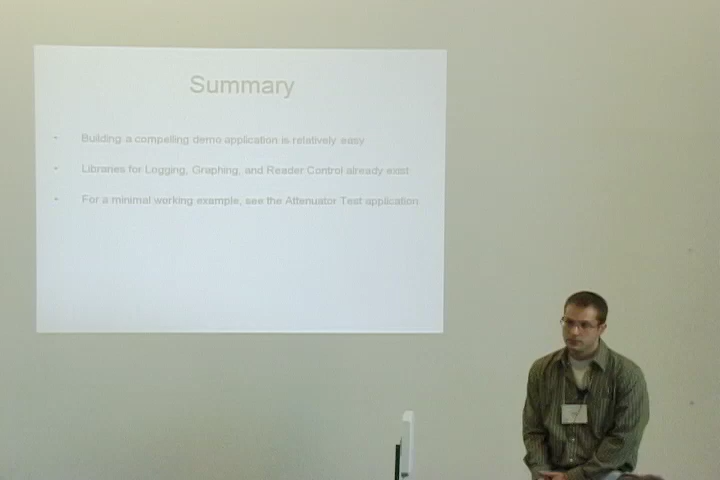 Summary
Building a compelling demo application is relatively easy
Libraries for Logging, Graphing, and Reader Control already exist
For a minimal working example, see the Attenuator Test application